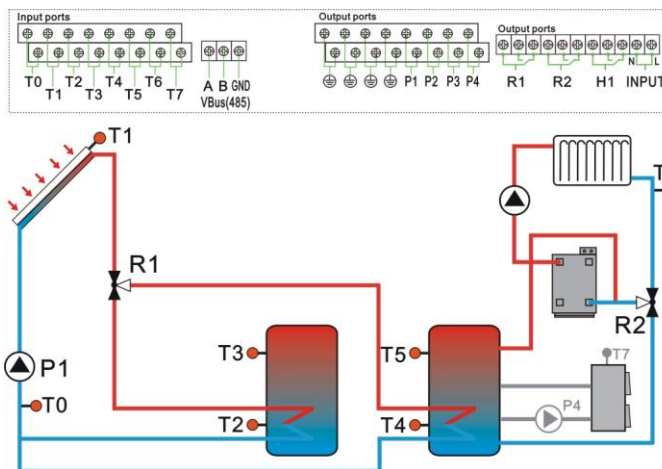 Input ports
T0 T2 T4 T6
T1 T3 T5 T7
A B GND
VBus(485)
Output ports
P1 P2 P3 P4
Output ports
R1 R2 H1 N L INPUT
T1
R1
P1
T0
T3
T2
T5
T4
T
R2
T7
P4